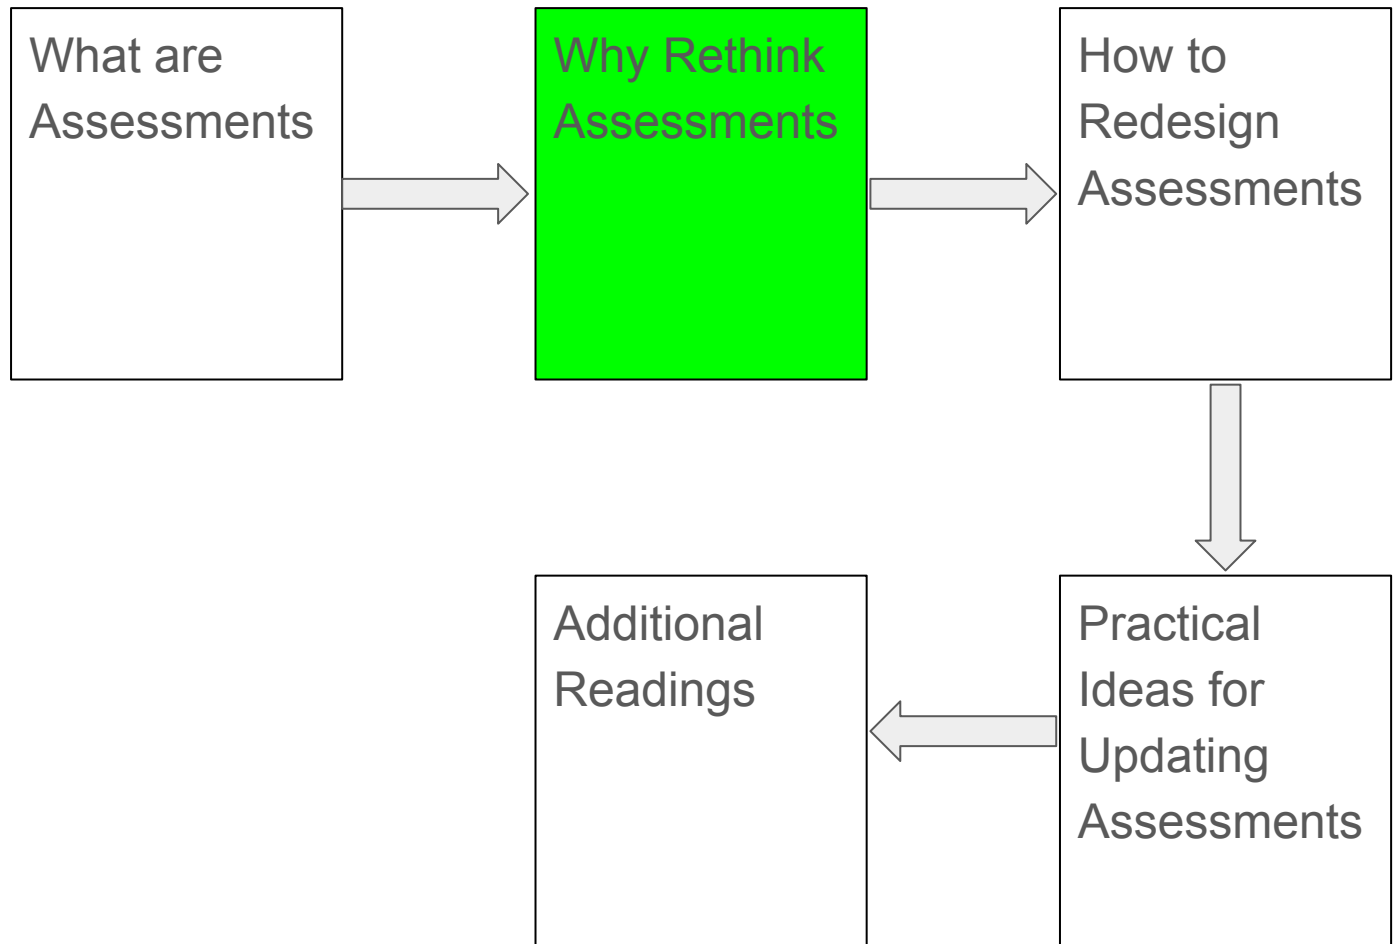 What are
Assessments
Why Rethink
Assessments
How to
Redesign
Assessments
Practical
Ideas for
Updating
Assessments
Additional
Readings